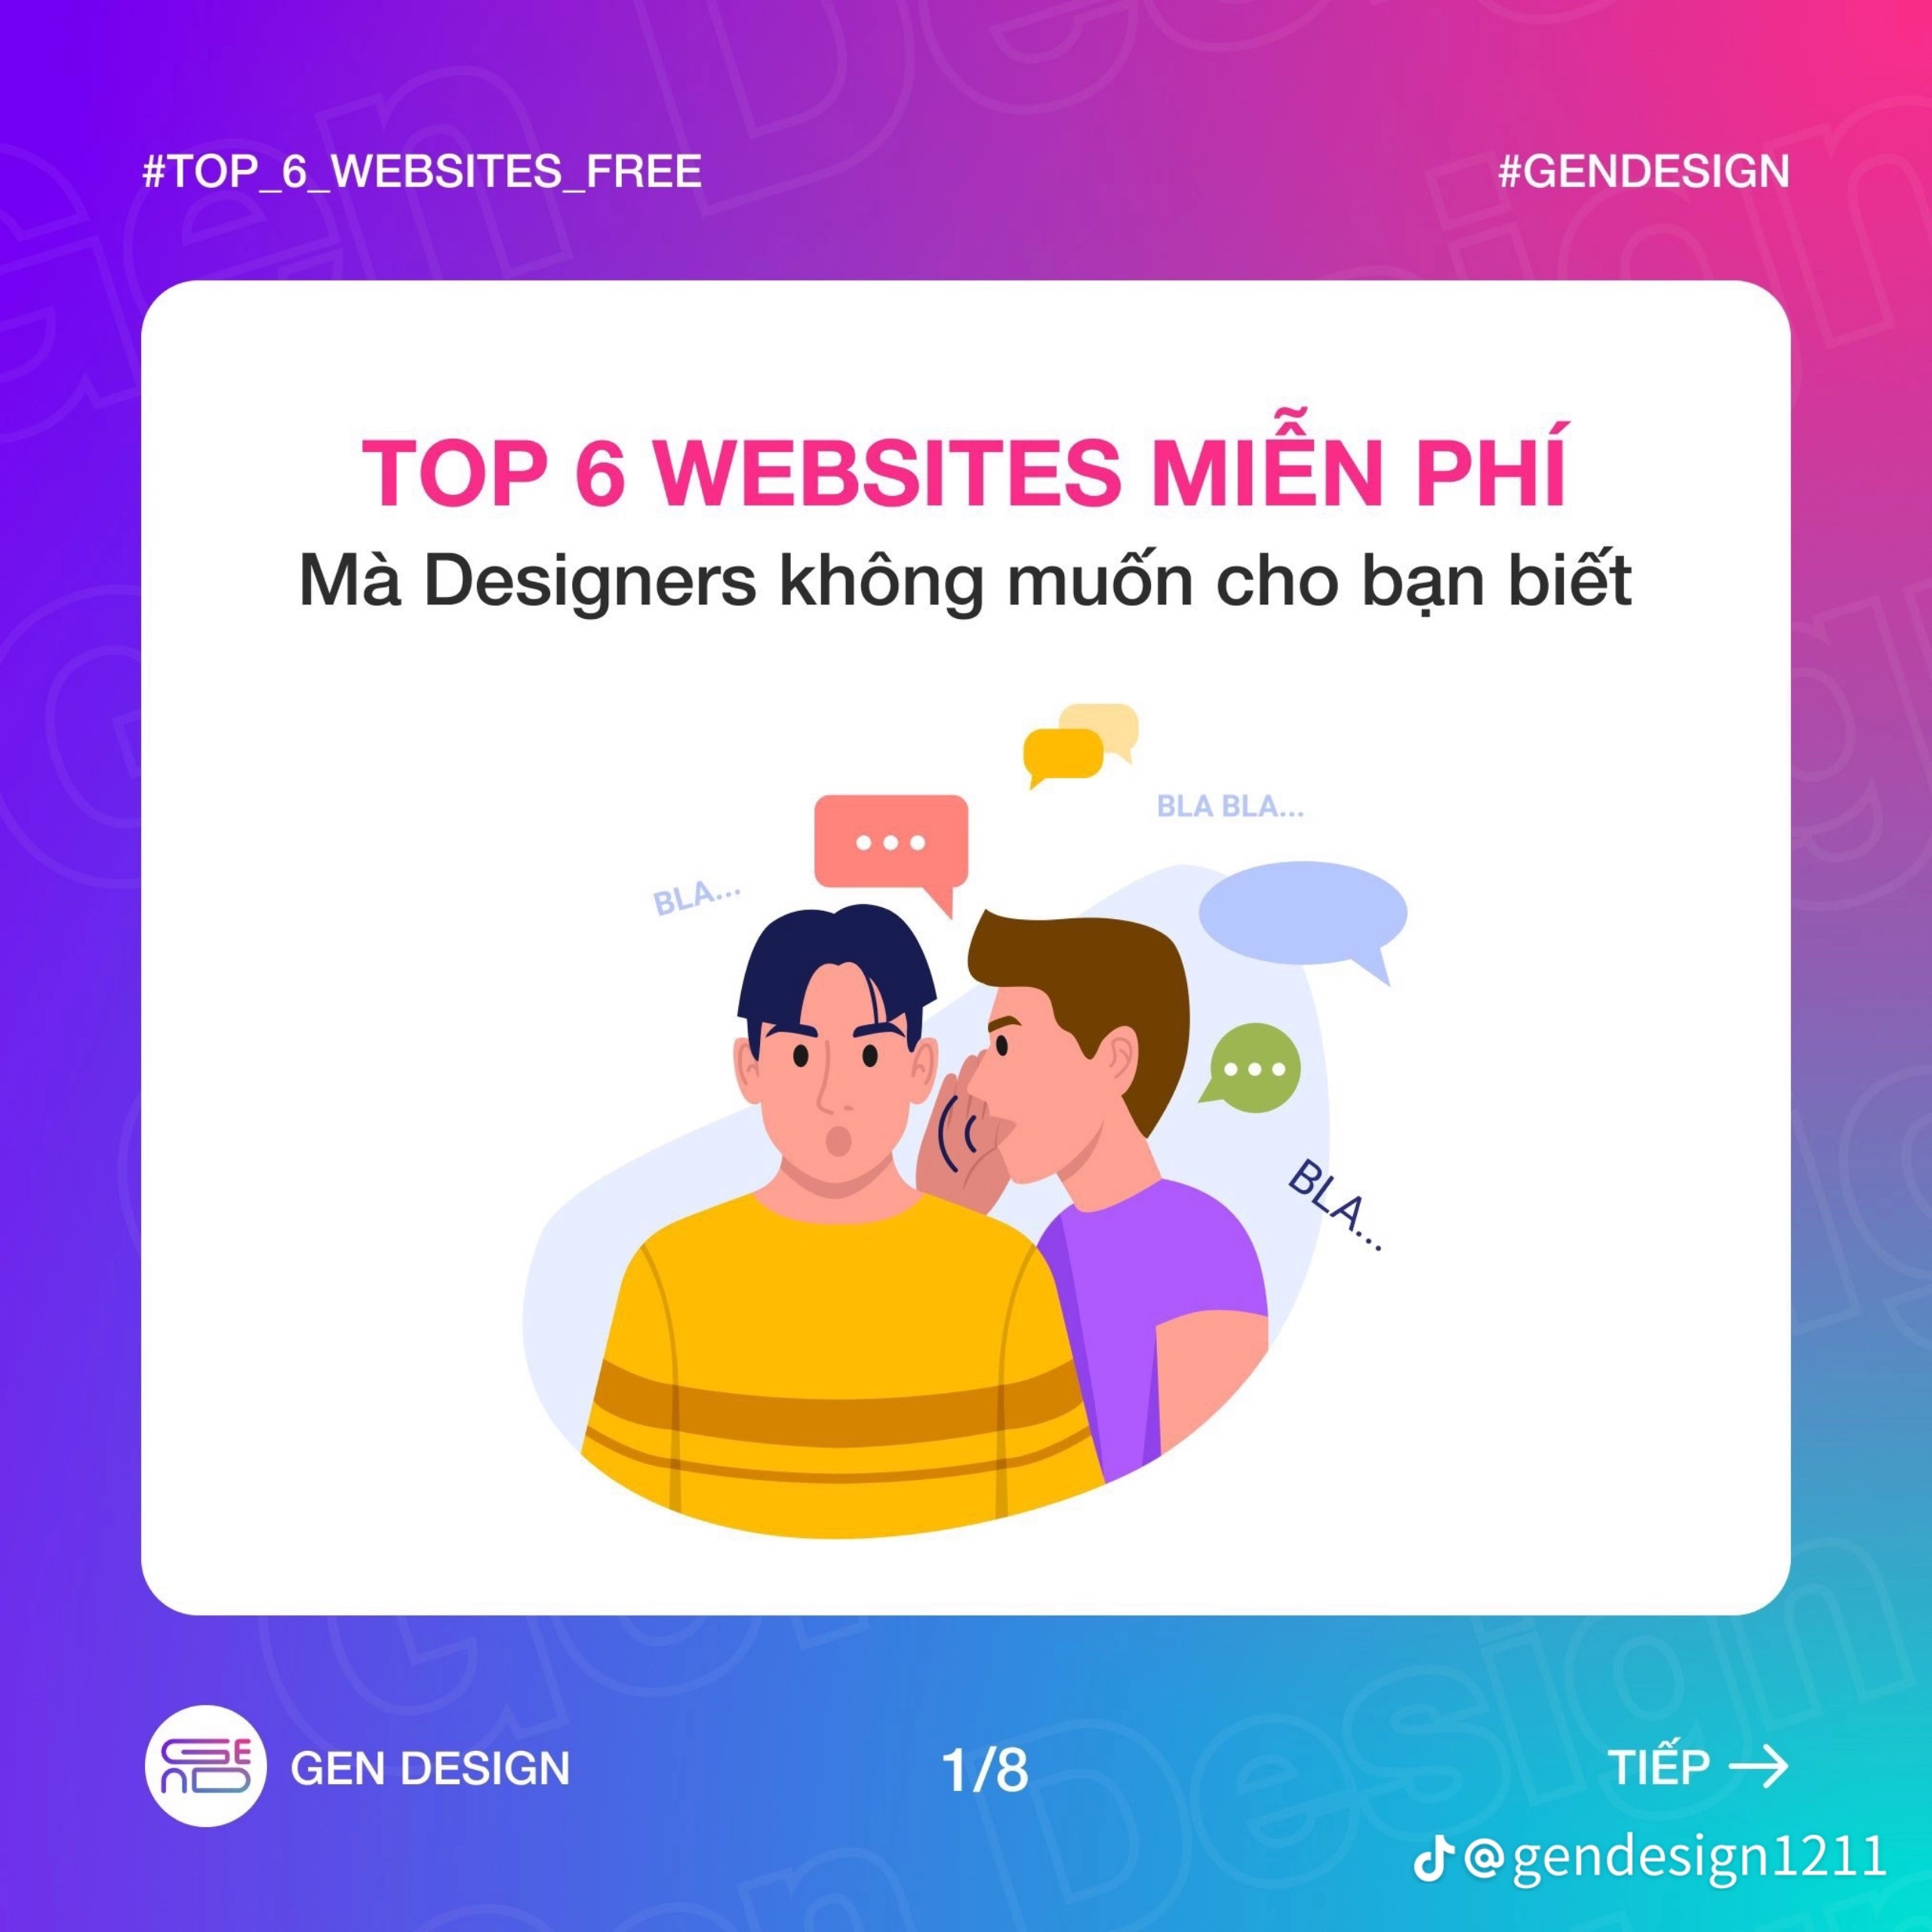 #TOP_6_WEBSITES_FREE
#GENDESIGN
TOP 6 WEBSITES MIỄN PHÍ
Mà Designers không muốn cho bạn biết
BLA BLA...
BLA...
BLA...
GEN DESIGN
1/8
TIẾP
@gendesign1211